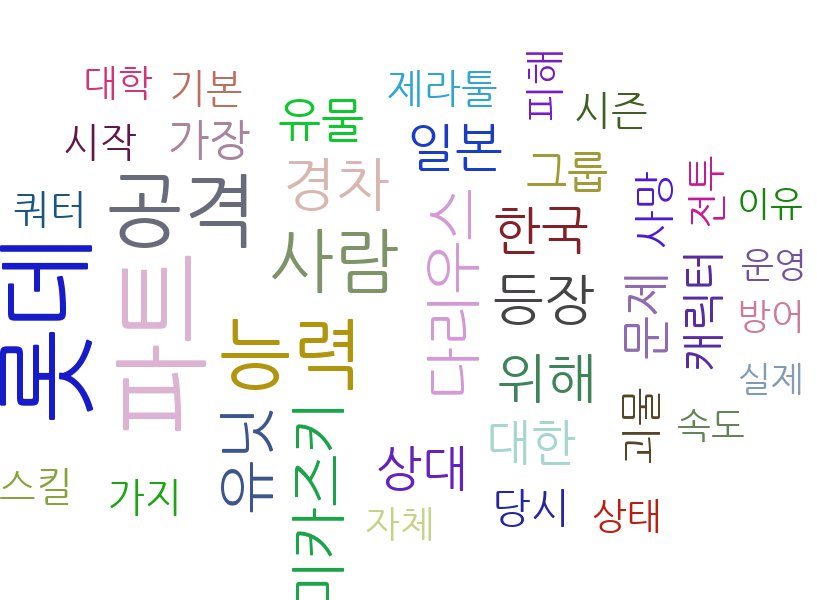 대학
기본
제라툴
피해
시즌
시작
가장
유물
일본
그룹
쿼터
공격
경차
사람
다리우스
한국
사망
전투
이유
롯데
파트
능력
등장
문제
캐릭터
운영
방어
위해
실제
유닛
미카즈키
상대
대한
괴물
속도
스킬
가지
자체
당시
상태